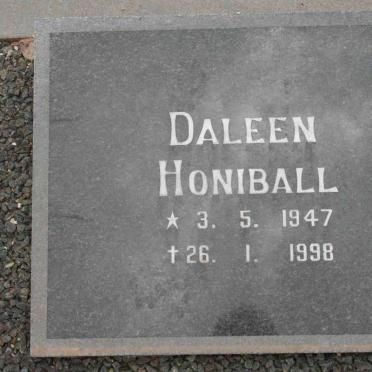 DALEEN
HONIBALL
★ 3. 5. 1947
✝ 26. 1. 1998